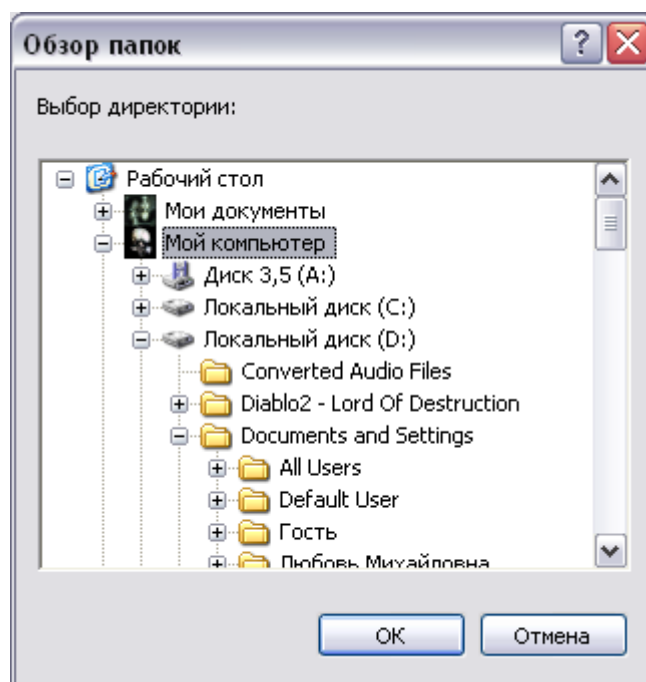 Обзор папок
Выбор директории:
Рабочий стол
Мои документы
Мой компьютер
Диск 3,5 (A:)
Локальный диск (C:)
Локальный диск (D:)
Converted Audio Files
Diablo2 - Lord Of Destruction
Documents and Settings
All Users
Default User
Гость
Любовь Михайловна
ОК Отмена